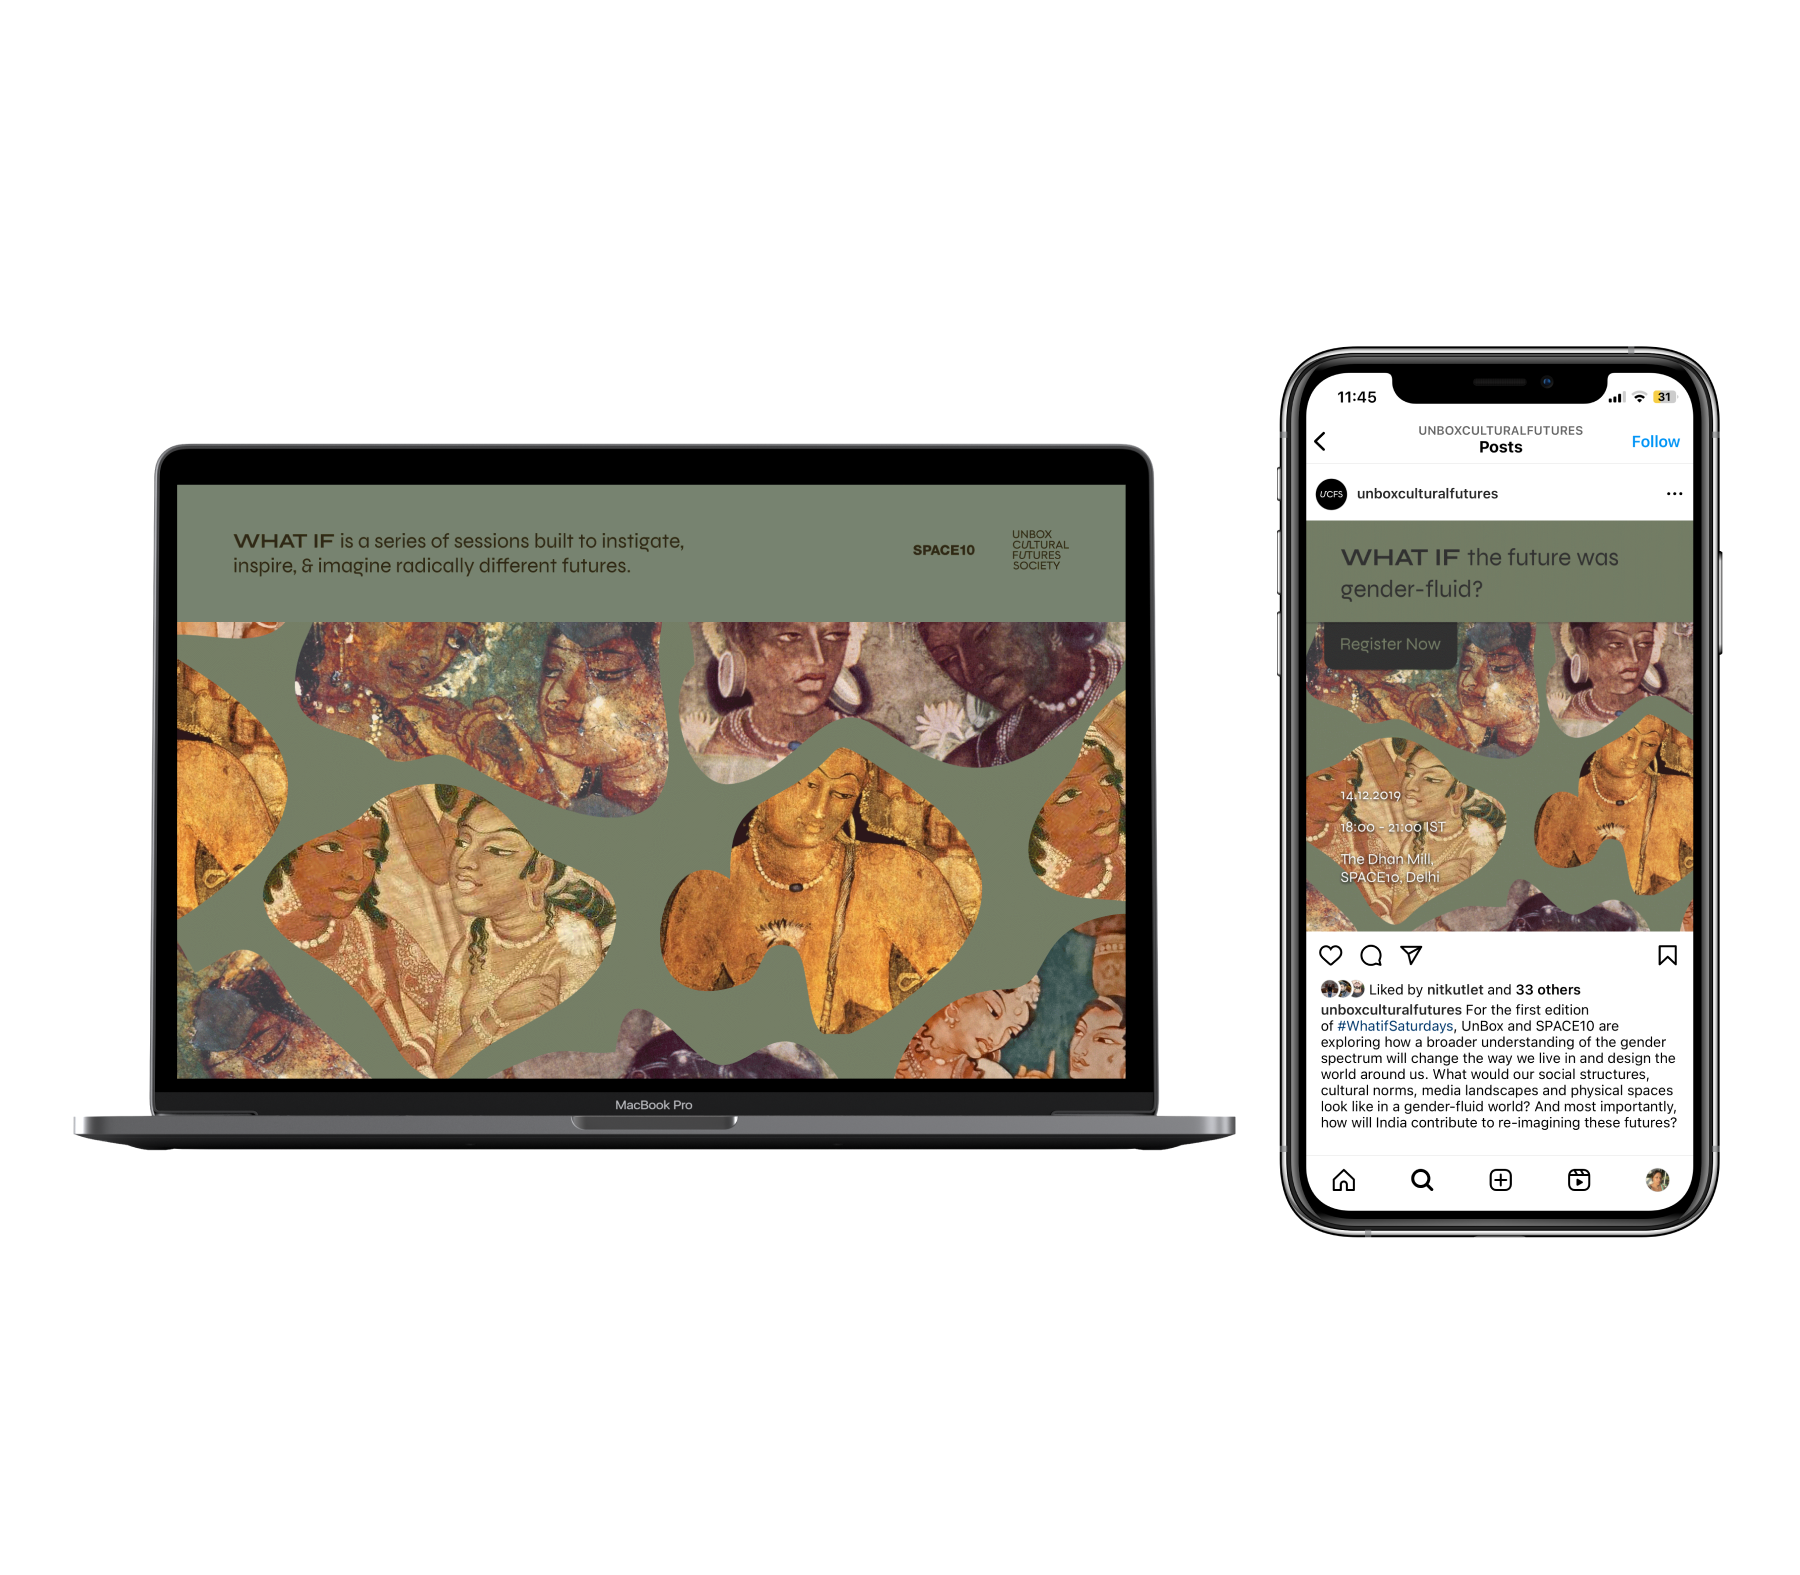 WHAT IF is a series of sessions built to instigate,
inspire, & imagine radically different futures.
SPACE10
UNBOX
CULTURAL
FUTURES
SOCIETY
MacBook Pro
11:45
31
UNBOXCULTURALFUTURES
Posts
Follow
UCFS
unboxculturalfutures
WHAT IF the future was
gender-fluid?
Register Now
14.12.2019
18:00 - 21:00 IST
The Dhan Mill,
SPACE10, Delhi
Liked by nitkutlet and 33 others
unboxculturalfutures For the first edition
of #WhatifSaturdays, UnBox and SPACE10 are
exploring how a broader understanding of the gender
spectrum will change the way we live in and design the
world around us. What would our social structures,
cultural norms, media landscapes and physical spaces
look like in a gender-fluid world? And most importantly,
how will India contribute to re-imagining these futures?